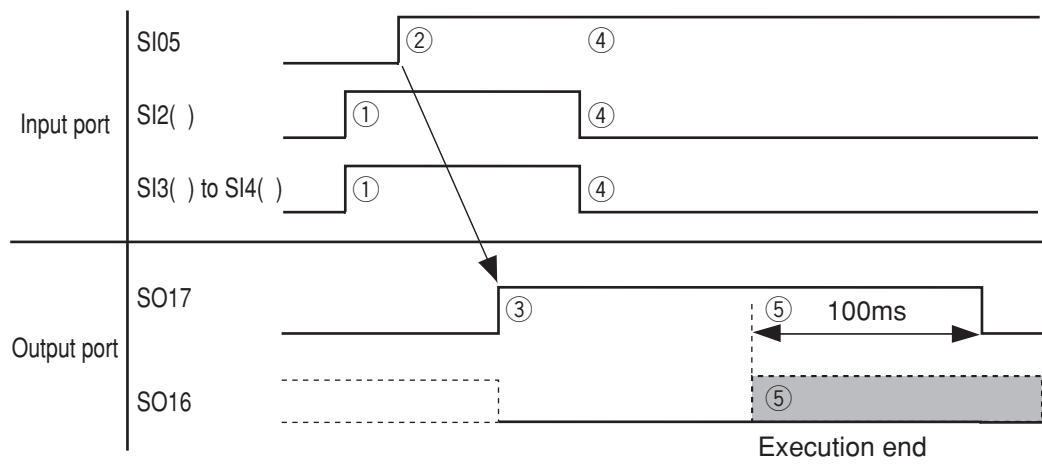 SI05 ② ④
Input port
SI2( ) ① ④
SI3( ) to SI4( ) ① ④
SO17 ③ ⑤ 100ms
Output port
SO16 ⑤
Execution end